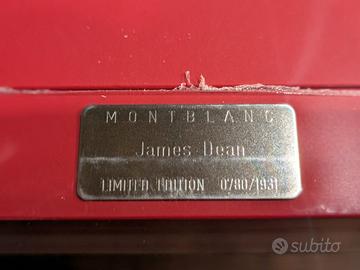 MONTBLANC
James Dean
LIMITED EDITION 0780/1931
subito